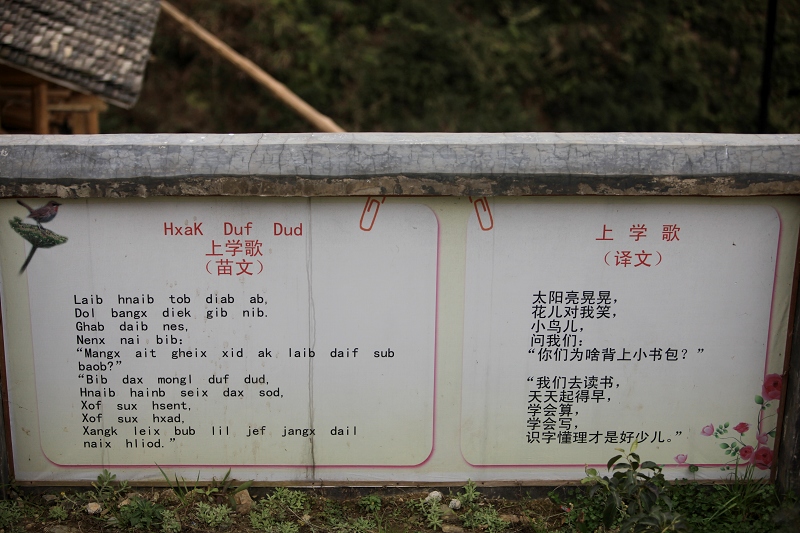 HxaK Duf Dud
上学歌
（苗文）
Laib hnaib tob diab ab,
Dol bangx diek gib nib.
Ghab daib nes,
Nenx nai bib:
“Mangx ait gheix xid ak laib daif sub
baob?”
“Bib dax mongl duf dud,
Hnaib hainb seix dax sod,
Xof sux hsent,
Xof sux hxad,
Xangk leix bub lil jef jangx dail
naix hliod.”
上 学 歌
（译文）
太阳亮晃晃，
花儿对我笑，
小鸟儿，
问我们：
“你们为啥背上小书包？”
“我们去读书，
天天起得早，
学会算，
学会写，
识字懂理才是好少儿。”